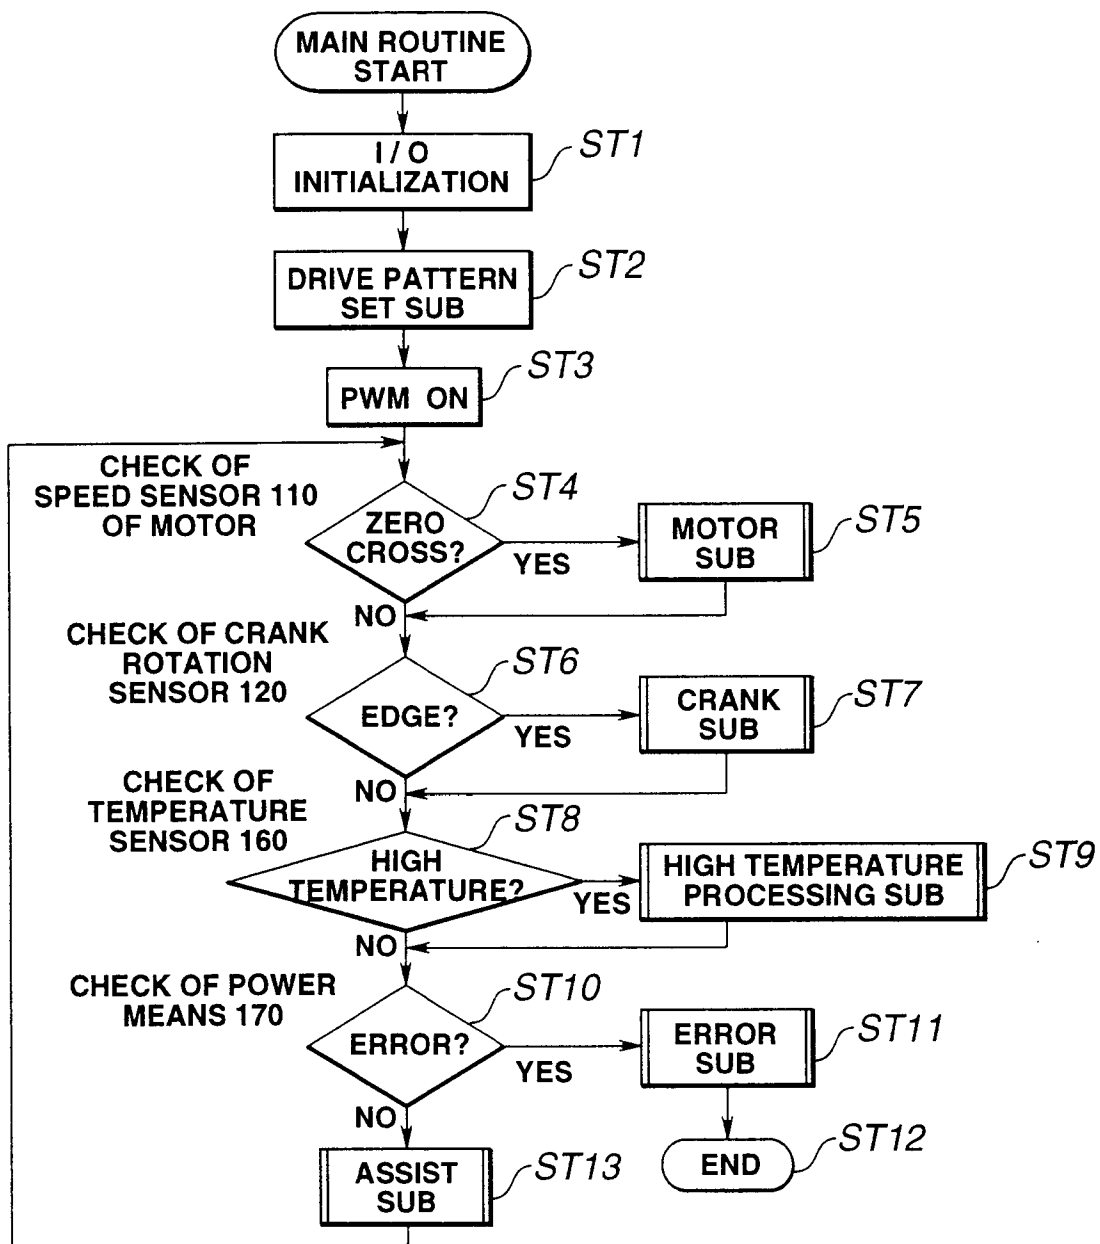 MAIN ROUTINE
START
I / O
INITIALIZATION
ST1
DRIVE PATTERN
SET SUB
ST2
PWM ON
ST3
CHECK OF
SPEED SENSOR 110
OF MOTOR
ZERO
CROSS?
ST4
YES
MOTOR
SUB
ST5
NO
CHECK OF CRANK
ROTATION
SENSOR 120
EDGE?
ST6
YES
CRANK
SUB
ST7
NO
CHECK OF
TEMPERATURE
SENSOR 160
HIGH
TEMPERATURE?
ST8
YES
HIGH TEMPERATURE
PROCESSING SUB
ST9
NO
CHECK OF POWER
MEANS 170
ERROR?
ST10
YES
ERROR
SUB
ST11
NO
END
ST12
ASSIST
SUB
ST13